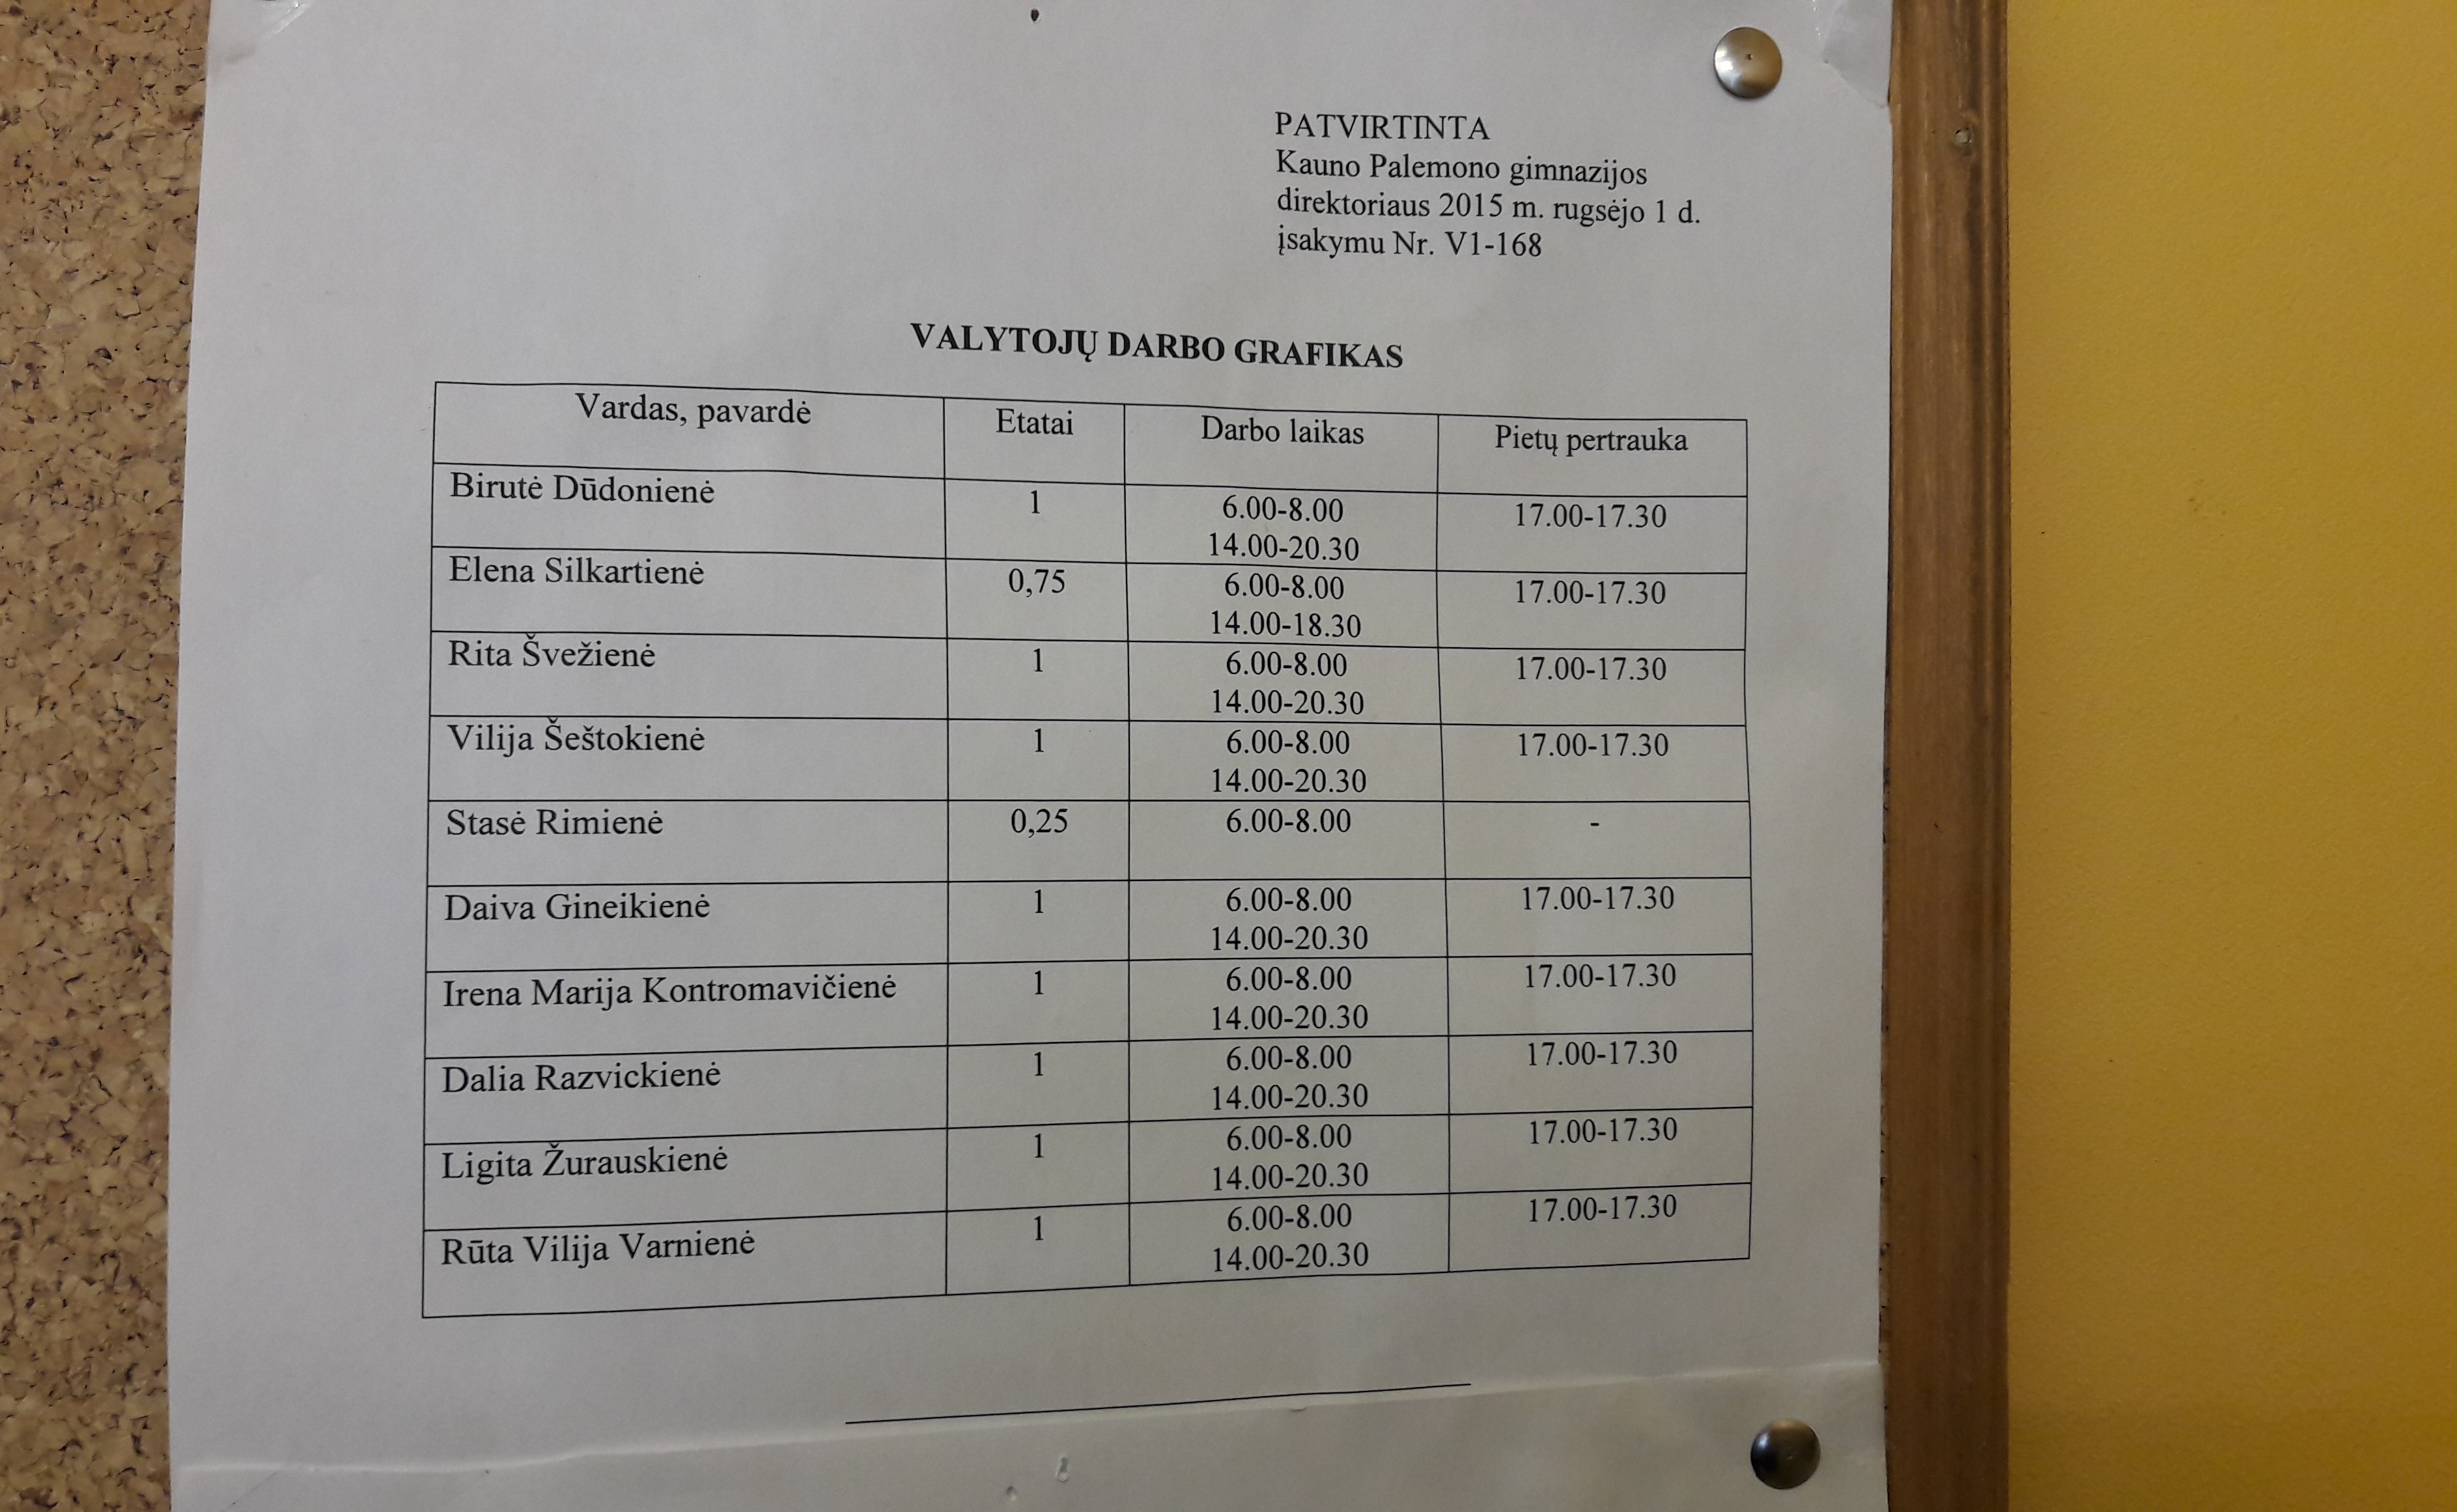 PATVIRTINTA
Kauno Palemono gimnazijos
direktoriaus 2015 m. rugsėjo 1 d.
įsakymu Nr. V1-168
VALYTOJŲ DARBO GRAFIKAS
Vardas, pavardė Etatai Darbo laikas Pietų pertrauka
Birutė Dūdonienė 1 6.00-8.00 17.00-17.30
14.00-20.30
Elena Silkartienė 0,75 6.00-8.00 17.00-17.30
14.00-18.30
Rita Švežienė 1 6.00-8.00 17.00-17.30
14.00-20.30
Vilija Šeštokienė 1 6.00-8.00 17.00-17.30
14.00-20.30
Stasė Rimienė 0,25 6.00-8.00 -
Daiva Gineikienė 1 6.00-8.00 17.00-17.30
14.00-20.30
Irena Marija Kontromavičienė 1 6.00-8.00 17.00-17.30
14.00-20.30
Dalia Razvickienė 1 6.00-8.00 17.00-17.30
14.00-20.30
Ligita Žurauskienė 1 6.00-8.00 17.00-17.30
14.00-20.30
Rūta Vilija Varnienė 1 6.00-8.00 17.00-17.30
14.00-20.30